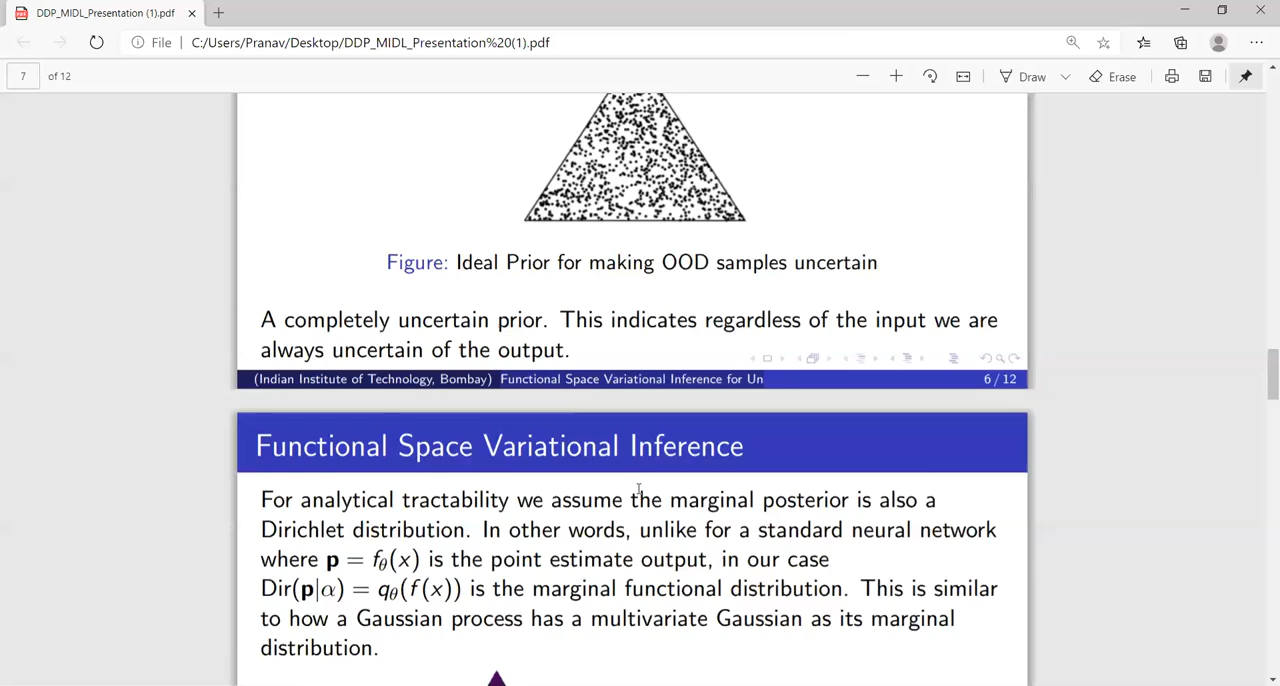 DDP_MIDL_Presentation (1).pdf
File | C:/Users/Pranav/Desktop/DDP_MIDL_Presentation%20(1).pdf
7 of 12
Draw
Erase
Figure: Ideal Prior for making OOD samples uncertain
A completely uncertain prior. This indicates regardless of the input we are
always uncertain of the output.
(Indian Institute of Technology, Bombay) Functional Space Variational Inference for Un 6 / 12
Functional Space Variational Inference
For analytical tractability we assume the marginal posterior is also a
Dirichlet distribution. In other words, unlike for a standard neural network
where p = fθ(x) is the point estimate output, in our case
Dir(p|α) = qθ(f(x)) is the marginal functional distribution. This is similar
to how a Gaussian process has a multivariate Gaussian as its marginal
distribution.